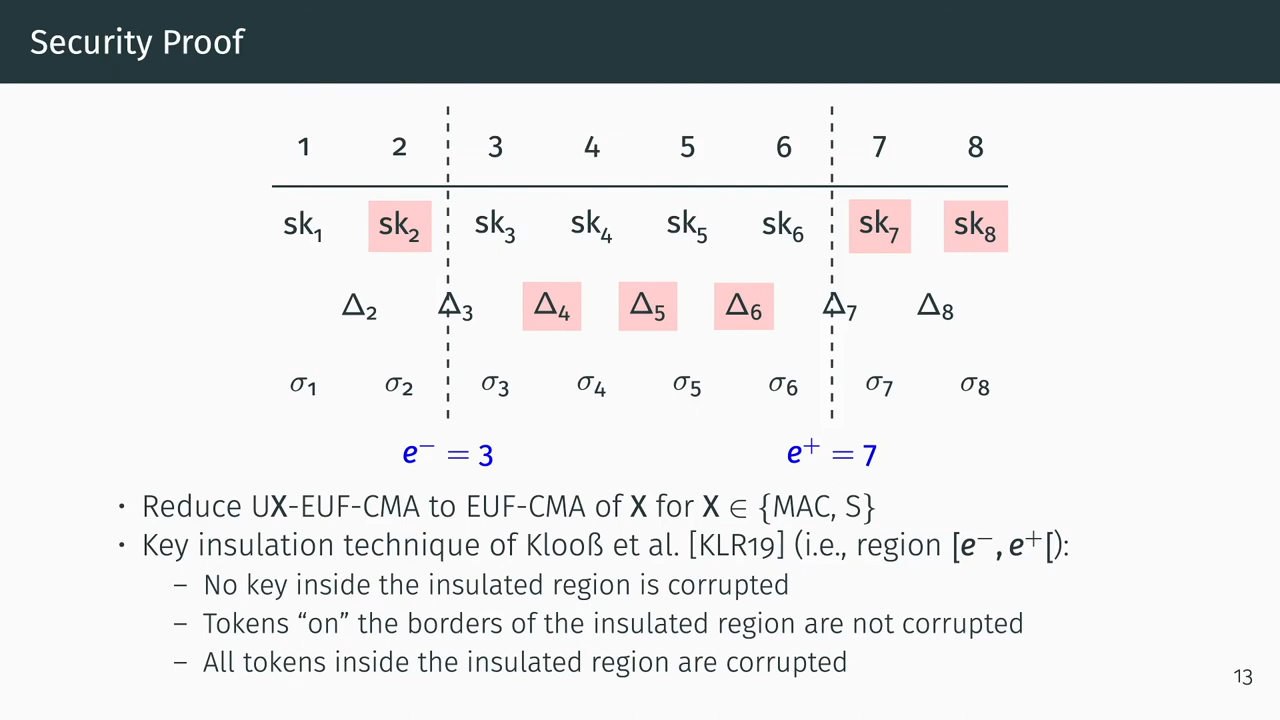 Security Proof
1 2 3 4 5 6 7 8
sk₁ sk₂ sk₃ sk₄ sk₅ sk₆ sk₇ sk₈
Δ₂ Δ₃ Δ₄ Δ₅ Δ₆ Δ₇ Δ₈
σ₁ σ₂ σ₃ σ₄ σ₅ σ₆ σ₇ σ₈
e⁻ = 3 e⁺ = 7
• Reduce UX-EUF-CMA to EUF-CMA of X for X ∈ {MAC, S}
• Key insulation technique of Klooß et al. [KLR19] (i.e., region [e⁻, e⁺[):
– No key inside the insulated region is corrupted
– Tokens “on” the borders of the insulated region are not corrupted
– All tokens inside the insulated region are corrupted
13